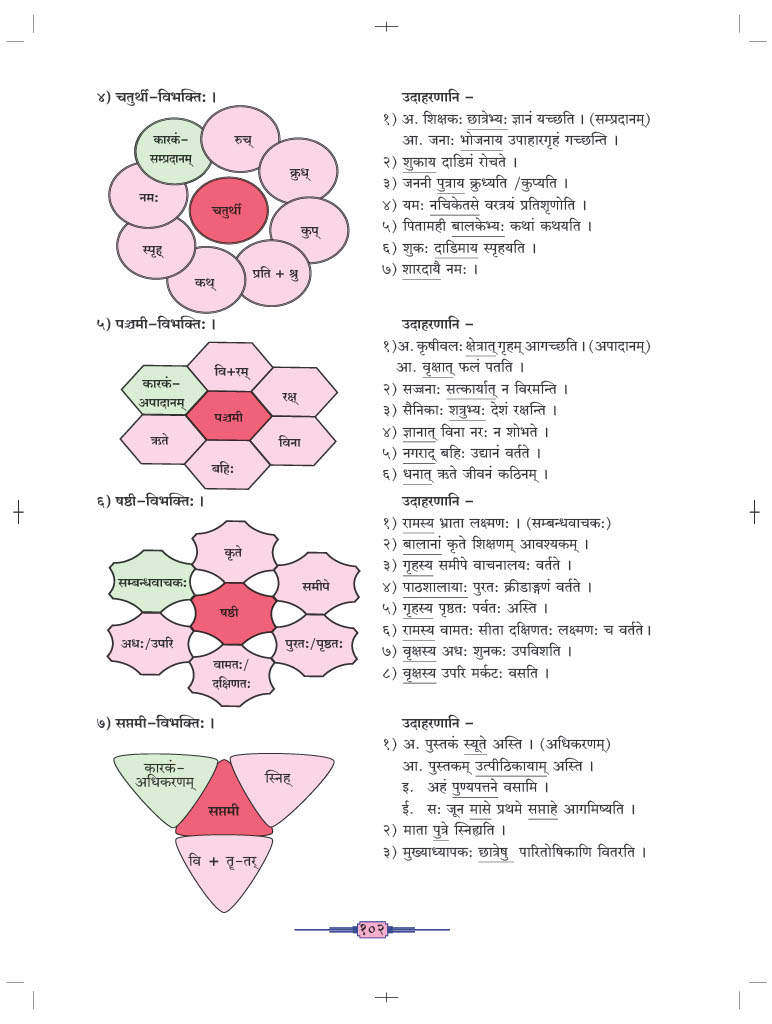 ४) चतुर्थी-विभक्तिः ।
कारकं-
सम्प्रदानम्
रुच्
क्रुध्
कुप्
प्रति + श्रु
कथ्
स्पृह्
नमः
चतुर्थी
उदाहरणानि –
१) अ. शिक्षकः छात्रेभ्यः ज्ञानं यच्छति । (सम्प्रदानम्)
आ. जनाः भोजनाय उपाहारगृहं गच्छन्ति ।
२) शुकाय दाडिमं रोचते ।
३) जननी पुत्राय क्रुध्यति /कुप्यति ।
४) यमः नचिकेतसे वरत्रयं प्रतिशृणोति ।
५) पितामही बालकेभ्यः कथां कथयति ।
६) शुकः दाडिमाय स्पृहयति ।
७) शारदायै नमः ।
५) पञ्चमी-विभक्तिः ।
कारकं-
अपादानम्
वि+रम्
रक्ष्
विना
बहिः
ऋते
पञ्चमी
उदाहरणानि –
१)अ. कृषीवलः क्षेत्रात् गृहम् आगच्छति । (अपादानम्)
आ. वृक्षात् फलं पतति ।
२) सज्जनाः सत्कार्यात् न विरमन्ति ।
३) सैनिकाः शत्रुभ्यः देशं रक्षन्ति ।
४) ज्ञानात् विना नरः न शोभते ।
५) नगराद् बहिः उद्यानं वर्तते ।
६) धनात् ऋते जीवनं कठिनम् ।
६) षष्ठी-विभक्तिः ।
सम्बन्धवाचकः
कृते
समीपे
पुरतः/पृष्ठतः
वामतः/
दक्षिणतः
अधः/उपरि
षष्ठी
उदाहरणानि –
१) रामस्य भ्राता लक्ष्मणः । (सम्बन्धवाचकः)
२) बालानां कृते शिक्षणम् आवश्यकम् ।
३) गृहस्य समीपे वाचनालयः वर्तते ।
४) पाठशालायाः पुरतः क्रीडाङ्गणं वर्तते ।
५) गृहस्य पृष्ठतः पर्वतः अस्ति ।
६) रामस्य वामतः सीता दक्षिणतः लक्ष्मणः च वर्तते।
७) वृक्षस्य अधः शुनकः उपविशति ।
८) वृक्षस्य उपरि मर्कटः वसति ।
७) सप्तमी-विभक्तिः ।
कारकं-
अधिकरणम्
स्निह्
सप्तमी
वि + तॄ-तर्
उदाहरणानि –
१) अ. पुस्तकं स्यूते अस्ति । (अधिकरणम्)
आ. पुस्तकम् उत्पीठिकायाम् अस्ति ।
इ. अहं पुण्यपत्तने वसामि ।
ई. सः जून मासे प्रथमे सप्ताहे आगमिष्यति ।
२) माता पुत्रे स्निह्यति ।
३) मुख्याध्यापकः छात्रेषु पारितोषिकाणि वितरति ।
१०२